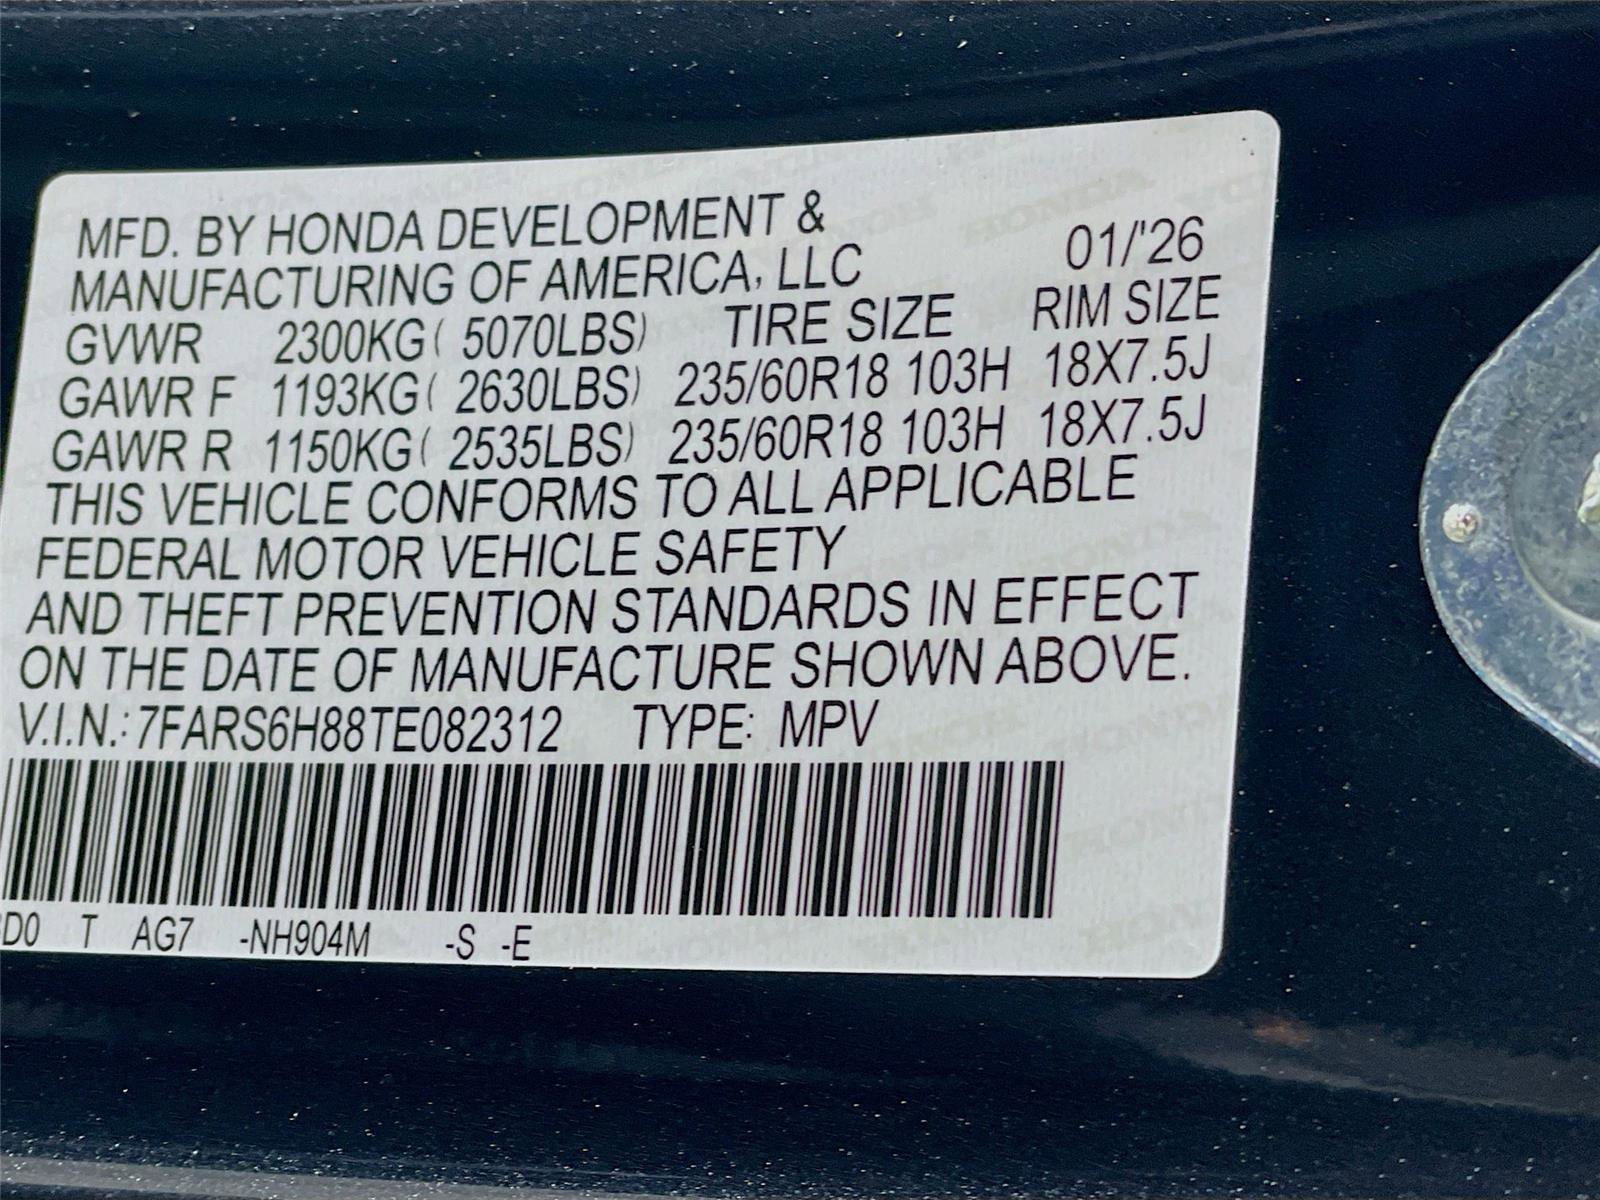 MFD. BY HONDA DEVELOPMENT &
MANUFACTURING OF AMERICA, LLC 01/'26
GVWR 2300KG( 5070LBS) TIRE SIZE RIM SIZE
GAWR F 1193KG( 2630LBS) 235/60R18 103H 18X7.5J
GAWR R 1150KG( 2535LBS) 235/60R18 103H 18X7.5J
THIS VEHICLE CONFORMS TO ALL APPLICABLE
FEDERAL MOTOR VEHICLE SAFETY
AND THEFT PREVENTION STANDARDS IN EFFECT
ON THE DATE OF MANUFACTURE SHOWN ABOVE.
V.I.N.: 7FARS6H88TE082312 TYPE: MPV
T AG7 -NH904M -S -E